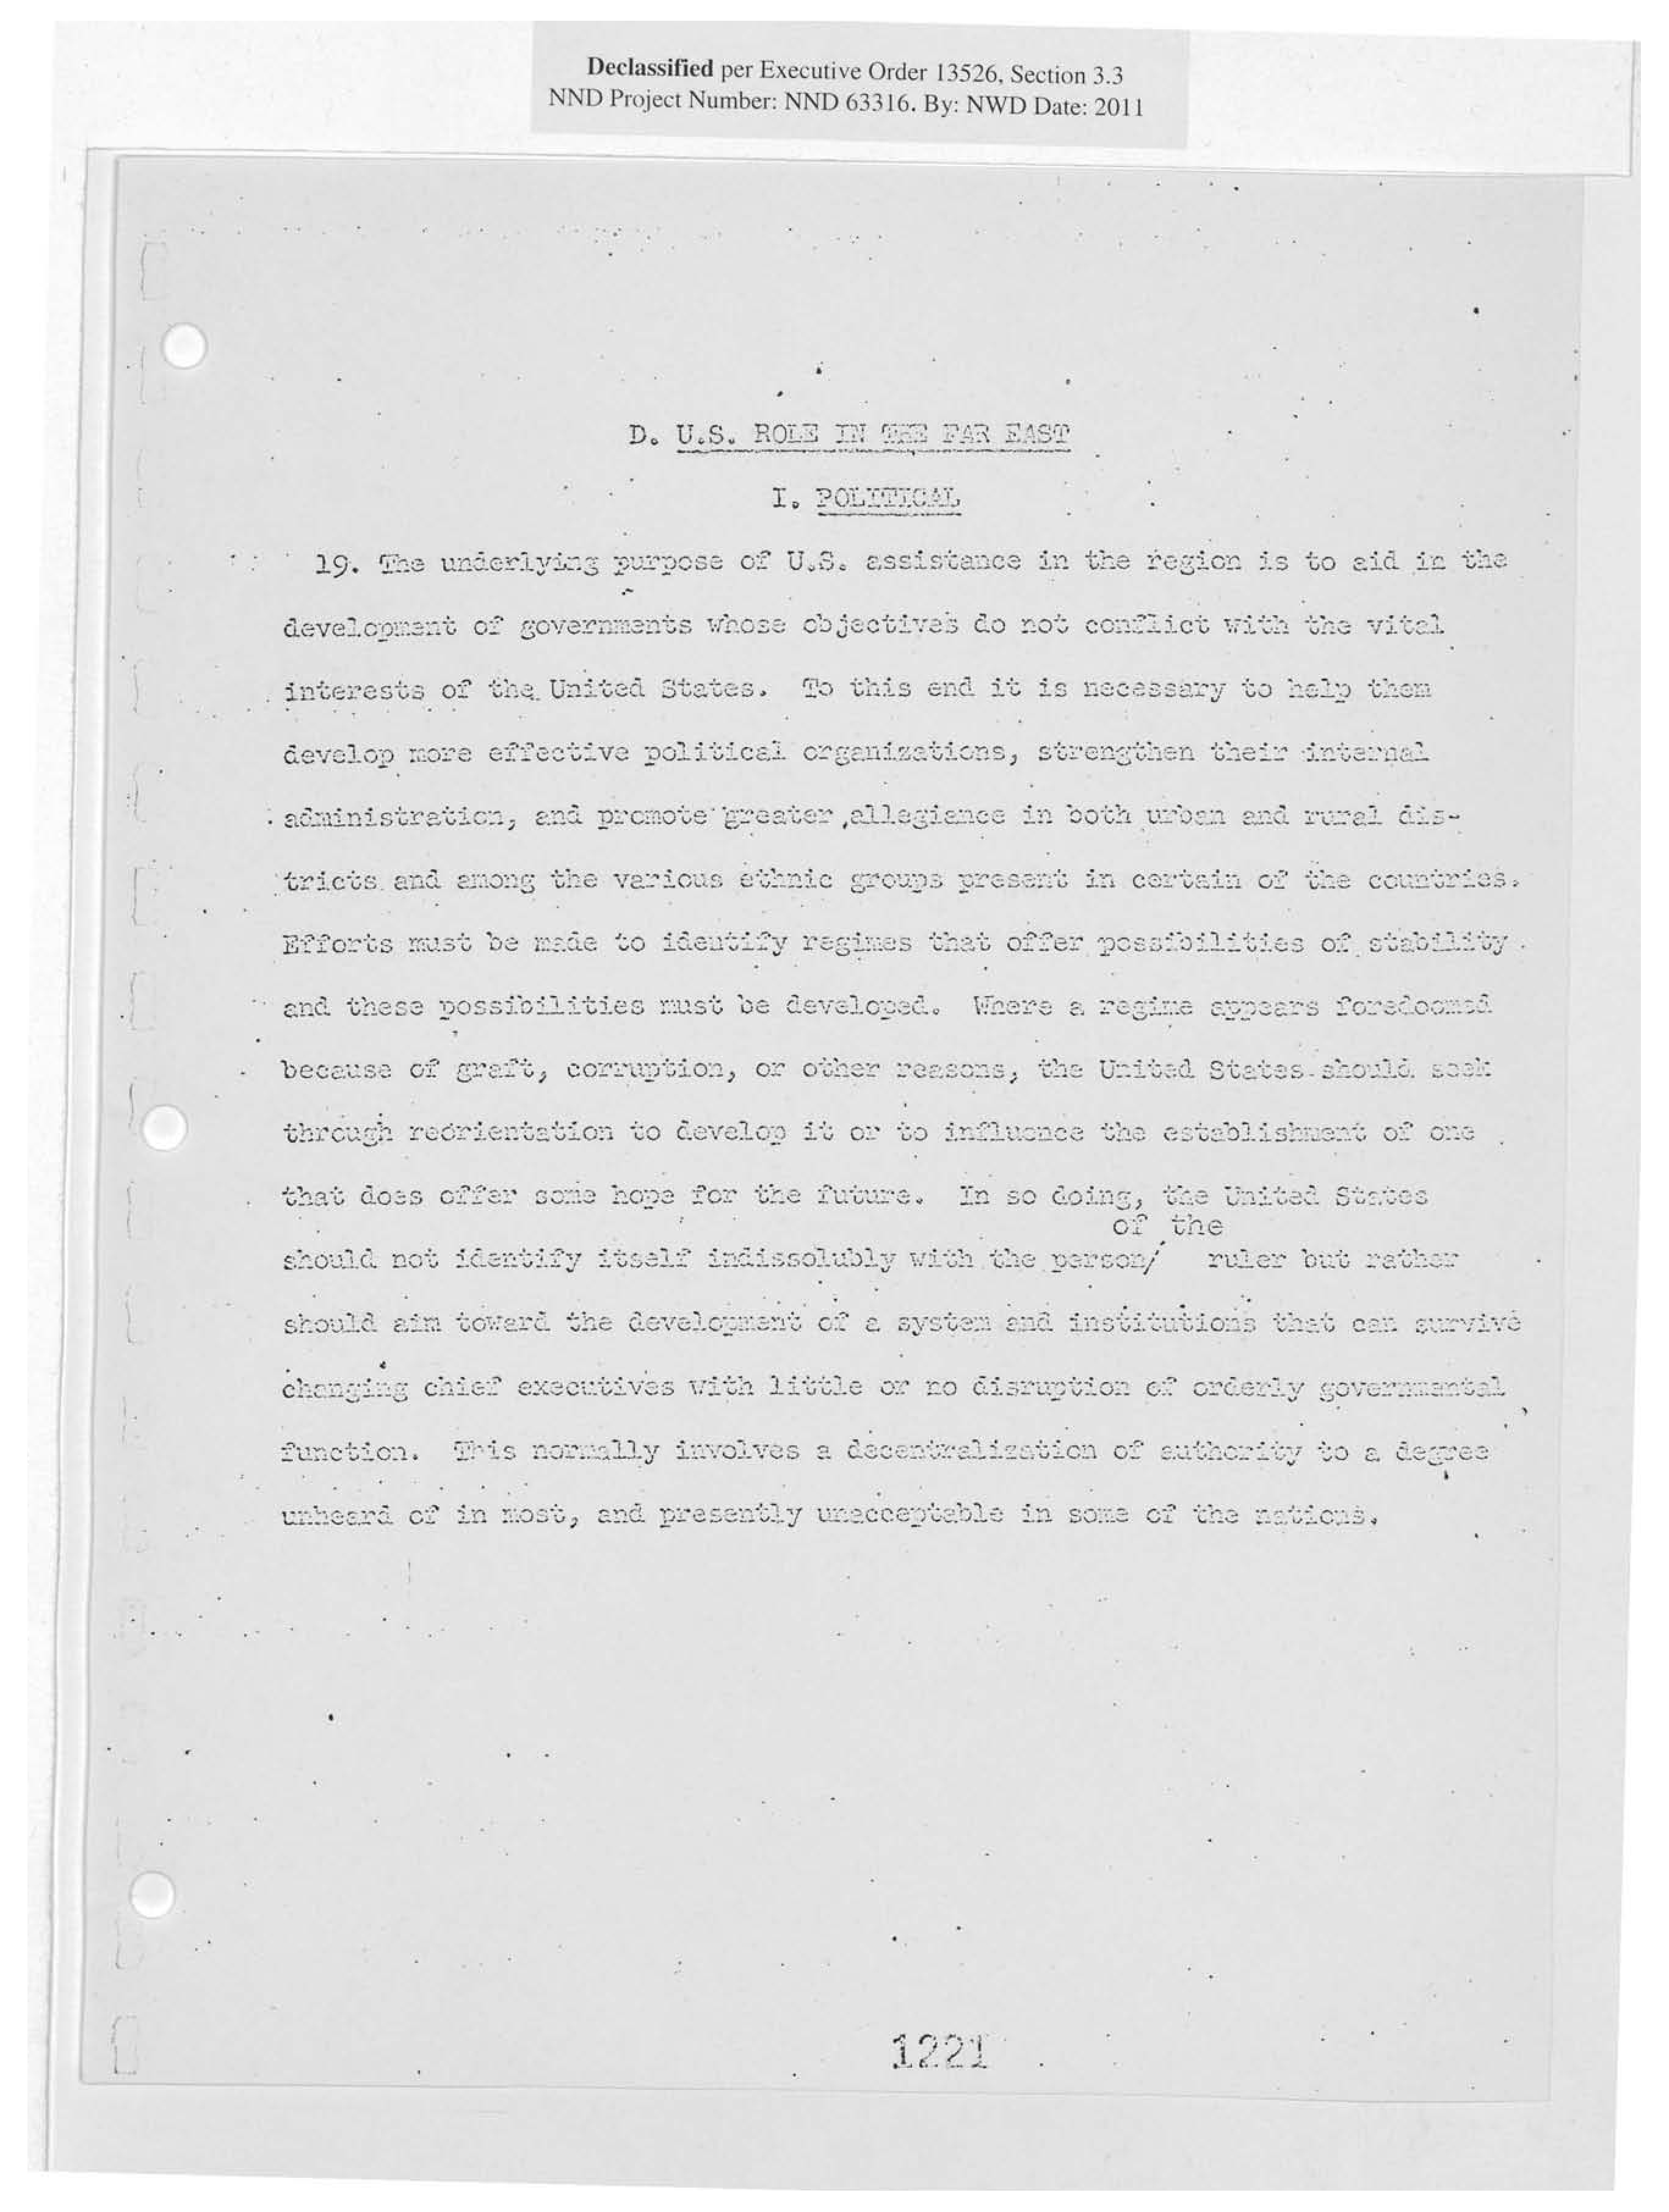 Declassified per Executive Order 13526, Section 3.3
NND Project Number: NND 63316. By: NWD Date: 2011
D. U.S. ROLE IN THE FAR EAST
I. POLITICAL
19. The underlying purpose of U.S. assistance in the region is to aid in the
development of governments whose objectives do not conflict with the vital
interests of the United States. To this end it is necessary to help them
develop more effective political organizations, strengthen their internal
administration, and promote greater allegiance in both urban and rural dis-
tricts and among the various ethnic groups present in certain of the countries.
Efforts must be made to identify regimes that offer possibilities of stability
and these possibilities must be developed. Where a regime appears foredoomed
because of graft, corruption, or other reasons, the United States should seek
through reorientation to develop it or to influence the establishment of one
that does offer some hope for the future. In so doing, the United States
of the
should not identify itself indissolubly with the person/ ruler but rather
should aim toward the development of a system and institutions that can survive
changing chief executives with little or no disruption of orderly governmental
function. This normally involves a decentralization of authority to a degree
unheard of in most, and presently unacceptable in some of the nations.
1221